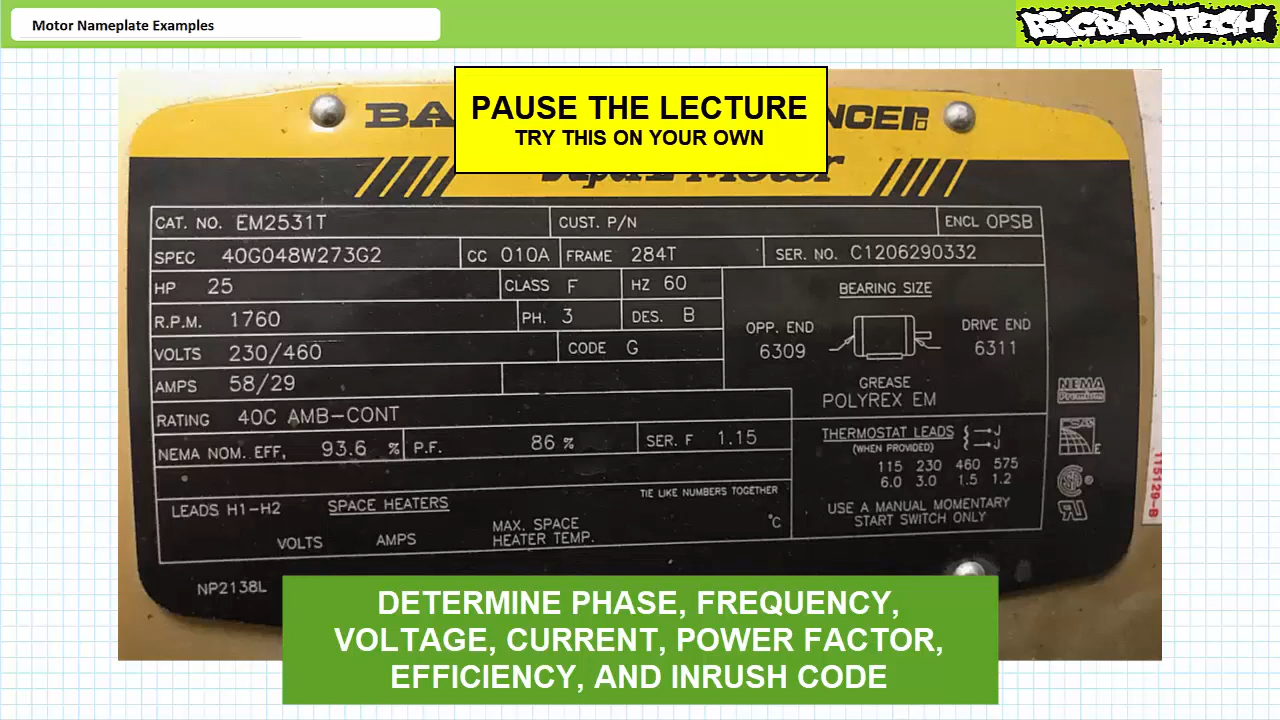 Motor Nameplate Examples
BIGBADTECH
PAUSE THE LECTURE
TRY THIS ON YOUR OWN
CAT. NO. EM2531T CUST. P/N ENCL OPSB
SPEC 40G048W273G2 CC 010A FRAME 284T SER. NO. C1206290332
HP 25 CLASS F HZ 60
R.P.M. 1760 PH. 3 DES. B
VOLTS 230/460 CODE G
AMPS 58/29
RATING 40C AMB-CONT
NEMA NOM. EFF, 93.6 % P.F. 86 % SER. F 1.15
LEADS H1-H2 SPACE HEATERS TIE LIKE NUMBERS TOGETHER
VOLTS AMPS MAX. SPACE
HEATER TEMP. °C
BEARING SIZE
OPP. END DRIVE END
6309 6311
GREASE
POLYREX EM
THERMOSTAT LEADS J
(WHEN PROVIDED) J
115 230 460 575
6.0 3.0 1.5 1.2
USE A MANUAL MOMENTARY
START SWITCH ONLY
NEMA
Premium
E
115129-B
NP2138L
DETERMINE PHASE, FREQUENCY,
VOLTAGE, CURRENT, POWER FACTOR,
EFFICIENCY, AND INRUSH CODE